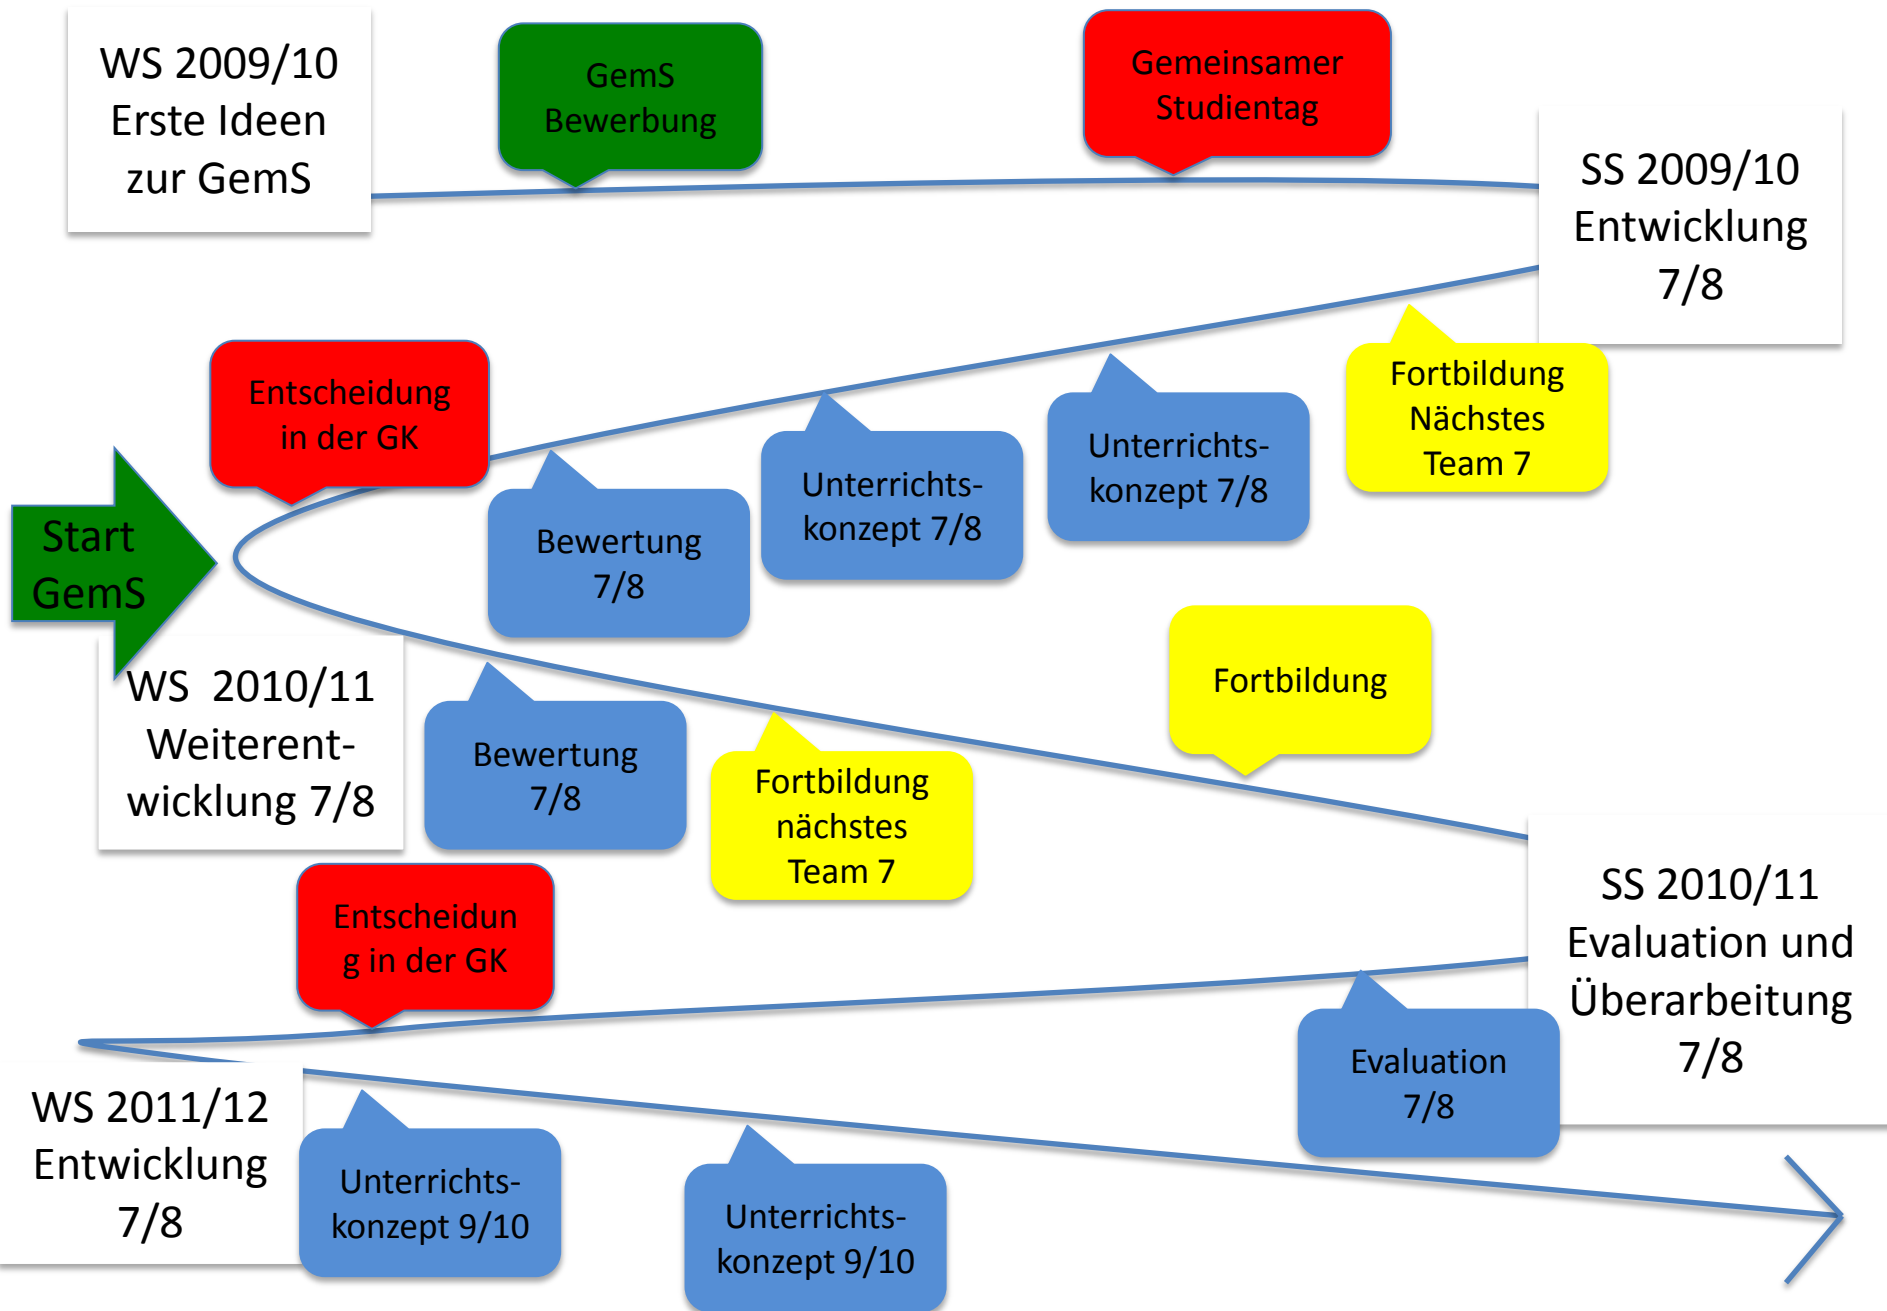 WS 2009/10
Erste Ideen
zur GemS
GemS
Bewerbung
Gemeinsamer
Studientag
SS 2009/10
Entwicklung
7/8
Fortbildung
Nächstes
Team 7
Unterrichts-
konzept 7/8
Unterrichts-
konzept 7/8
Bewertung
7/8
Entscheidung
in der GK
Start
GemS
WS  2010/11
Weiterent-
wicklung 7/8
Bewertung
7/8
Fortbildung
nächstes
Team 7
Fortbildung
SS 2010/11
Evaluation und
Überarbeitung
7/8
Evaluation
7/8
Entscheidun
g in der GK
WS 2011/12
Entwicklung
7/8
Unterrichts-
konzept 9/10
Unterrichts-
konzept 9/10